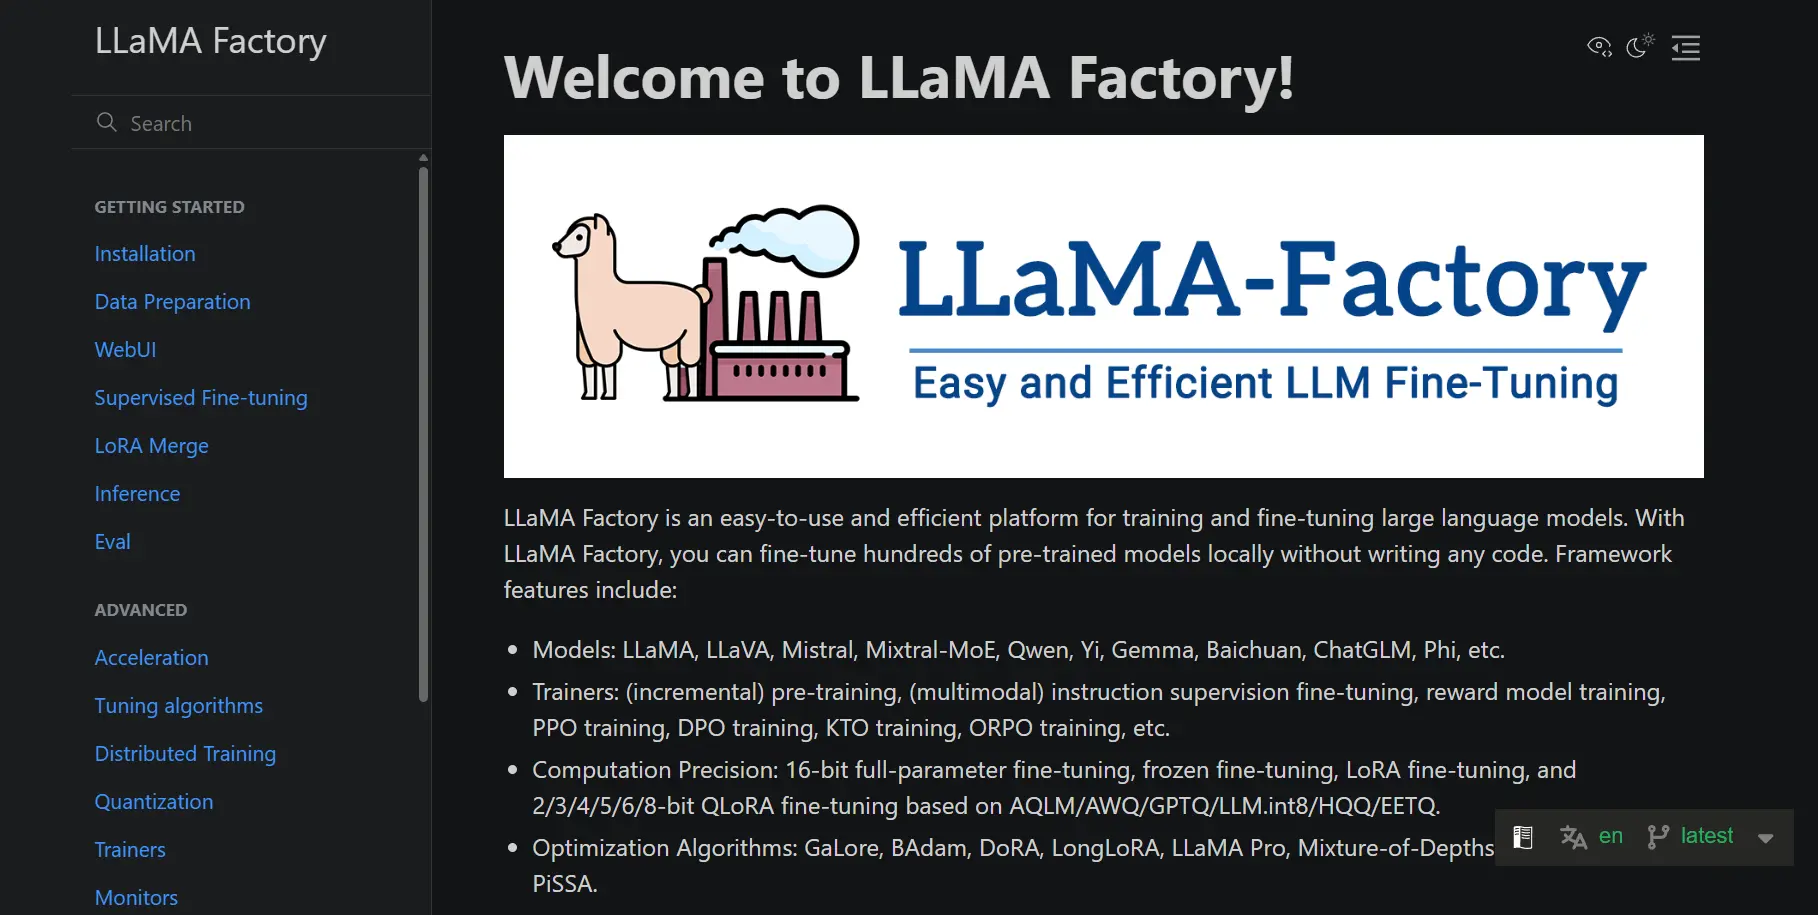 LLaMA Factory
Search
GETTING STARTED
Installation
Data Preparation
WebUI
Supervised Fine-tuning
LoRA Merge
Inference
Eval
ADVANCED
Acceleration
Tuning algorithms
Distributed Training
Quantization
Trainers
Monitors
Welcome to LLaMA Factory!
LLaMA-Factory
Easy and Efficient LLM Fine-Tuning
LLaMA Factory is an easy-to-use and efficient platform for training and fine-tuning large language models. With
LLaMA Factory, you can fine-tune hundreds of pre-trained models locally without writing any code. Framework
features include:
• Models: LLaMA, LLaVA, Mistral, Mixtral-MoE, Qwen, Yi, Gemma, Baichuan, ChatGLM, Phi, etc.
• Trainers: (incremental) pre-training, (multimodal) instruction supervision fine-tuning, reward model training,
PPO training, DPO training, KTO training, ORPO training, etc.
• Computation Precision: 16-bit full-parameter fine-tuning, frozen fine-tuning, LoRA fine-tuning, and
2/3/4/5/6/8-bit QLoRA fine-tuning based on AQLM/AWQ/GPTQ/LLM.int8/HQQ/EETQ.
• Optimization Algorithms: GaLore, BAdam, DoRA, LongLoRA, LLaMA Pro, Mixture-of-Depths
PiSSA.
en latest